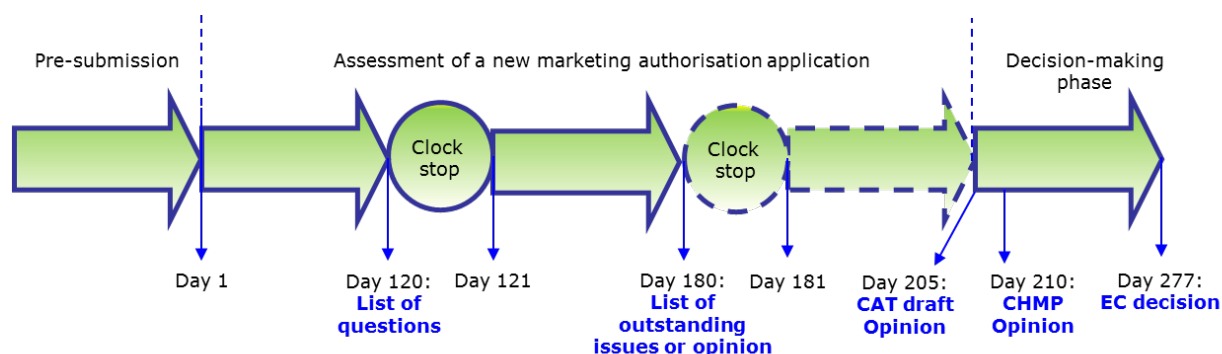 Pre-submission
Assessment of a new marketing authorisation application
Decision-making
phase
Clock
stop
Clock
stop
Day 1
Day 120:
List of
questions
Day 121
Day 180:
List of
outstanding
issues or opinion
Day 181
Day 205:
CAT draft
Opinion
Day 210:
CHMP
Opinion
Day 277:
EC decision